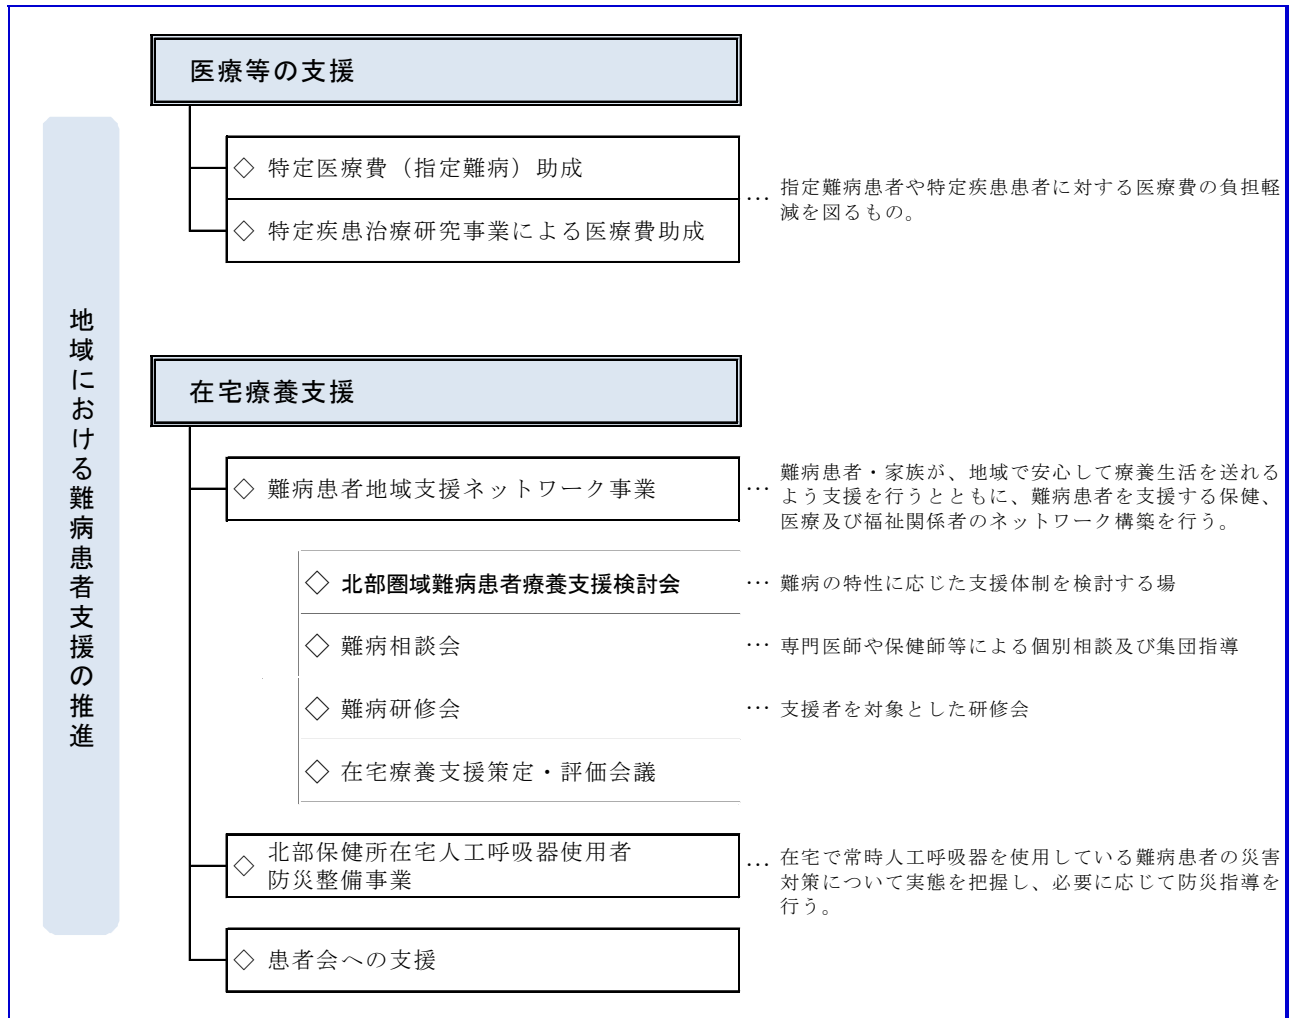 地域における難病患者支援の推進
医療等の支援
◇ 特定医療費（指定難病）助成
◇ 特定疾患治療研究事業による医療費助成
… 指定難病患者や特定疾患患者に対する医療費の負担軽
減を図るもの。
在宅療養支援
◇ 難病患者地域支援ネットワーク事業
… 難病患者・家族が、地域で安心して療養生活を送れる
よう支援を行うとともに、難病患者を支援する保健、
医療及び福祉関係者のネットワーク構築を行う。
◇ 北部圏域難病患者療養支援検討会
… 難病の特性に応じた支援体制を検討する場
◇ 難病相談会
… 専門医師や保健師等による個別相談及び集団指導
◇ 難病研修会
… 支援者を対象とした研修会
◇ 在宅療養支援策定・評価会議
◇ 北部保健所在宅人工呼吸器使用者
防災整備事業
… 在宅で常時人工呼吸器を使用している難病患者の災害
対策について実態を把握し、必要に応じて防災指導を
行う。
◇ 患者会への支援